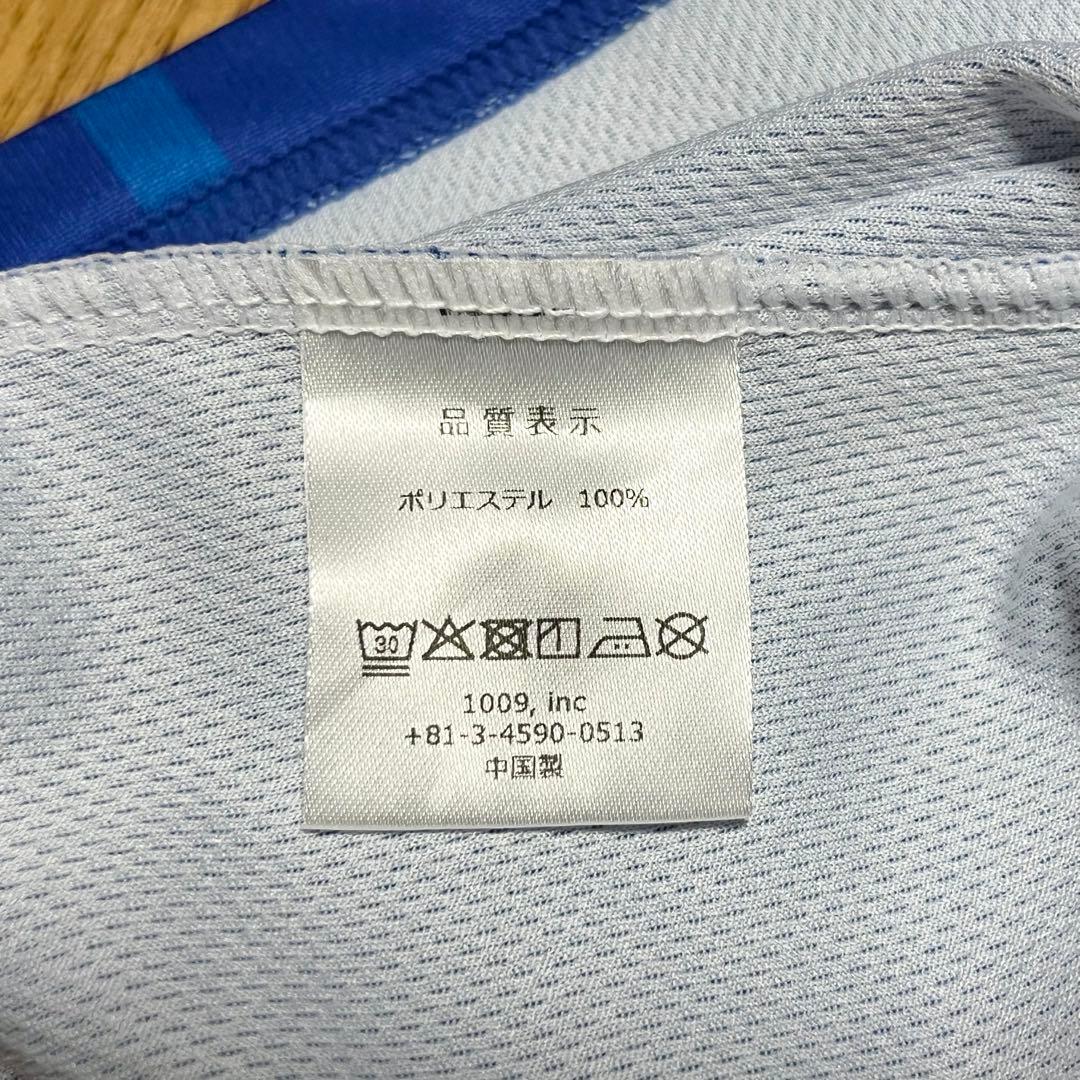 品質表示
ポリエステル 100%
30
1009, inc
+81-3-4590-0513
中国製